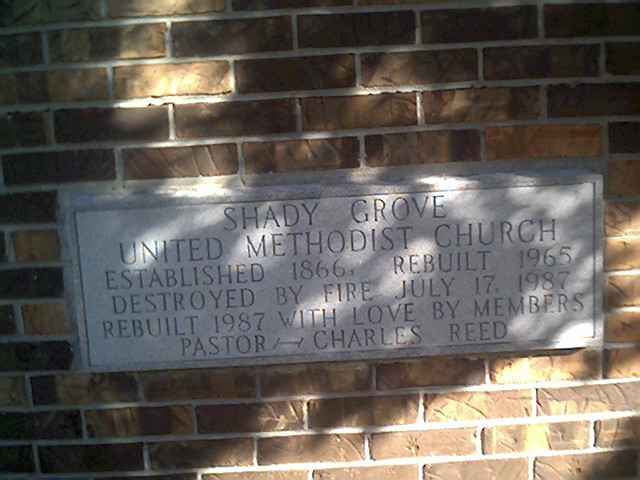 SHADY GROVE
UNITED METHODIST CHURCH
ESTABLISHED 1866, REBUILT 1965
DESTROYED BY FIRE JULY 17, 1987
REBUILT 1987 WITH LOVE BY MEMBERS
PASTOR — CHARLES REED